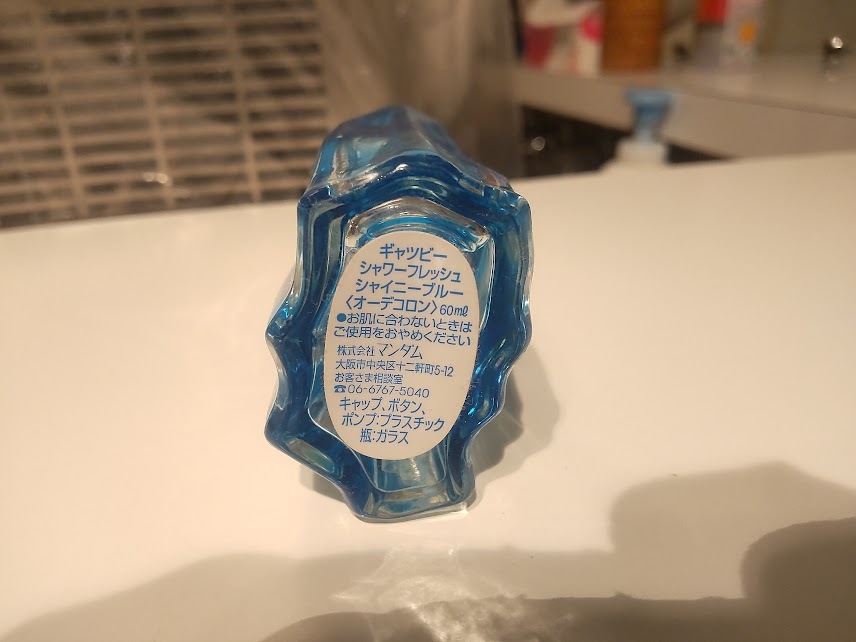 ギャツビー
シャワーフレッシュ
シャイニーブルー
〈オーデコロン〉60mℓ
●お肌に合わないときは
ご使用をおやめください
株式会社 マンダム
大阪市中央区十二軒町5-12
お客さま相談室
☎06-6767-5040
キャップ、ボタン、
ポンプ:プラスチック
瓶:ガラス